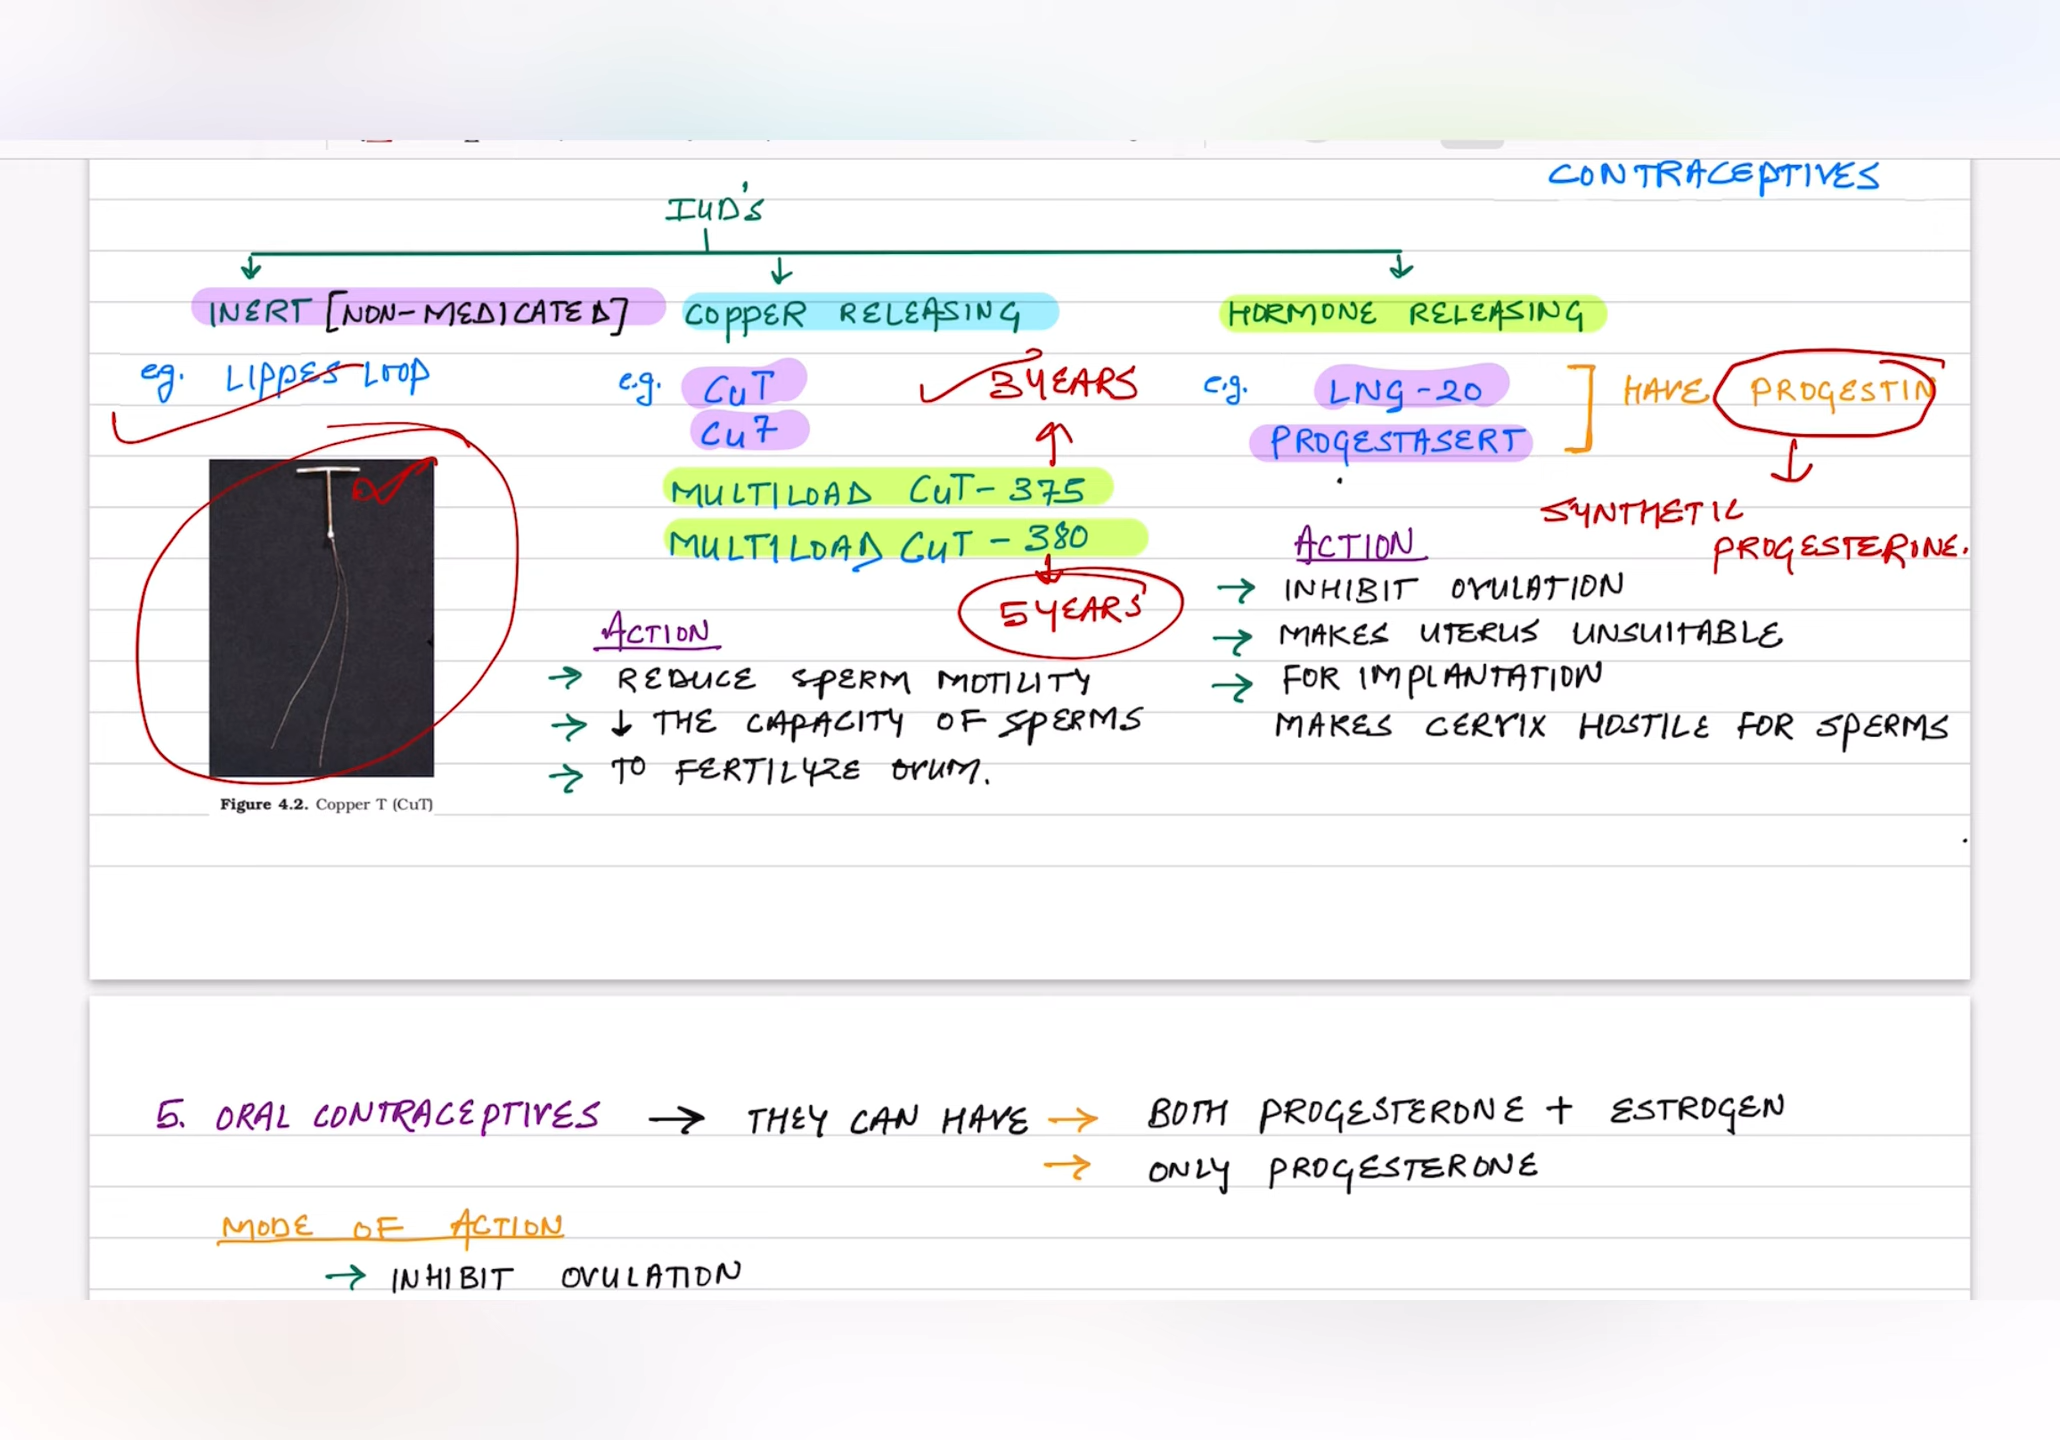 CONTRACEPTIVES
IUD's
INERT [NON-MEDICATED]
COPPER RELEASING
HORMONE RELEASING
eg. LIPPES LOOP
e.g. CuT
Cu7
3 YEARS
MULTILOAD CuT - 375
MULTILOAD CuT - 380
5 YEARS
ACTION
→ REDUCE SPERM MOTILITY
→ ↓ THE CAPACITY OF SPERMS
→ TO FERTILYZE OVUM.
e.g. LNG-20
PROGESTASERT
] HAVE PROGESTIN
SYNTHETIC
PROGESTERINE.
ACTION
→ INHIBIT OVULATION
→ MAKES UTERUS UNSUITABLE
→ FOR IMPLANTATION
MAKES CERVIX HOSTILE FOR SPERMS
Figure 4.2. Copper T (CuT)
5. ORAL CONTRACEPTIVES → THEY CAN HAVE → BOTH PROGESTERONE + ESTROGEN
→ ONLY PROGESTERONE
MODE OF ACTION
→ INHIBIT OVULATION